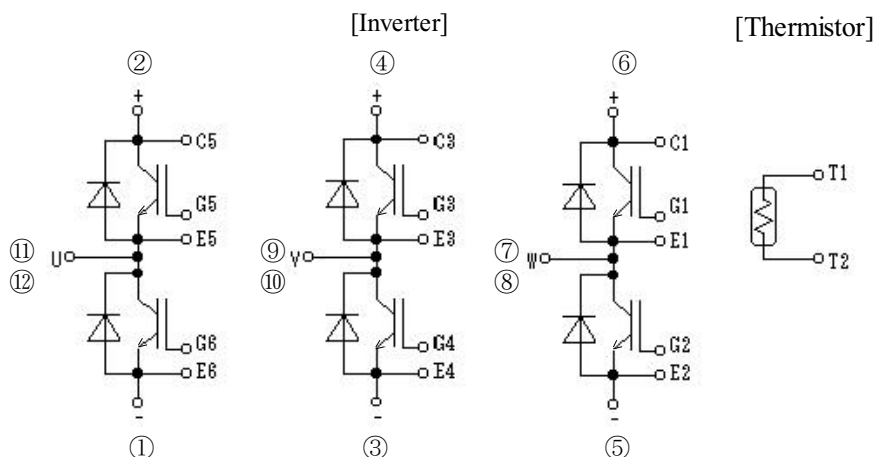 [Inverter]
[Thermistor]
② ④ ⑥
+ + +
C5 C3 C1
G5 G3 G1
T1
E5 E3 E1
⑪ U ⑨ V ⑦ W
T2
⑫ ⑩ ⑧
G6 G4 G2
E6 E4 E2
- - -
① ③ ⑤